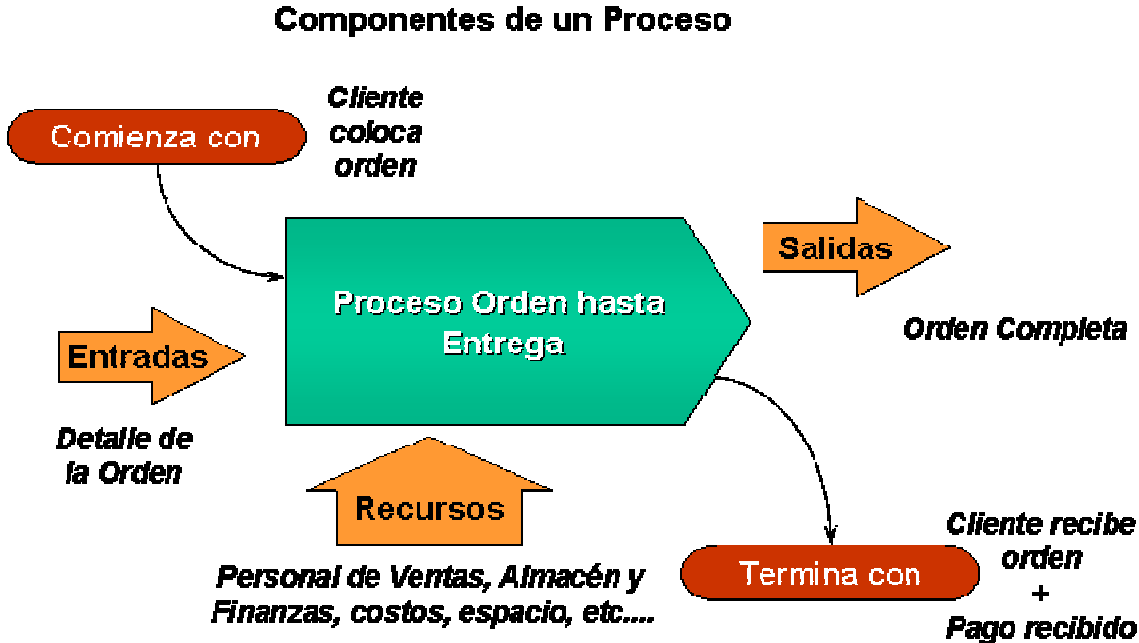 Componentes de un Proceso
Comienza con
Cliente
coloca
orden
Proceso Orden hasta
Entrega
Salidas
Orden Completa
Entradas
Detalle de
la Orden
Recursos
Personal de Ventas, Almacén y
Finanzas, costos, espacio, etc....
Termina con
Cliente recibe
orden
+
Pago recibido